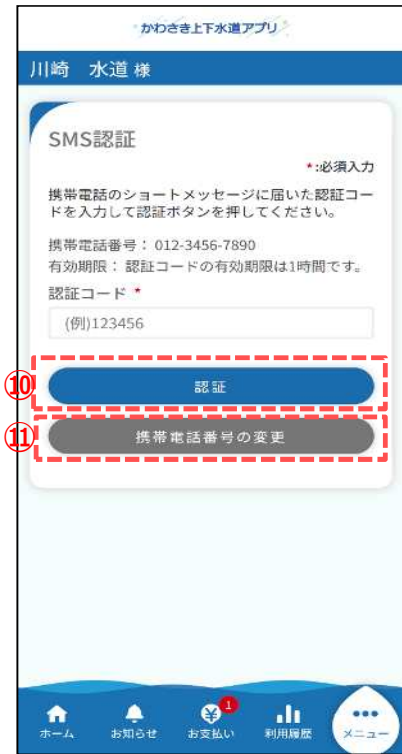 かわさき上下水道アプリ
川崎 水道 様
SMS認証
*:必須入力
携帯電話のショートメッセージに届いた認証コー
ドを入力して認証ボタンを押してください。
携帯電話番号： 012-3456-7890
有効期限： 認証コードの有効期限は1時間です。
認証コード *
(例)123456
⑩ 認証
⑪ 携帯電話番号の変更
1
ホーム お知らせ お支払い 利用履歴 メニュー